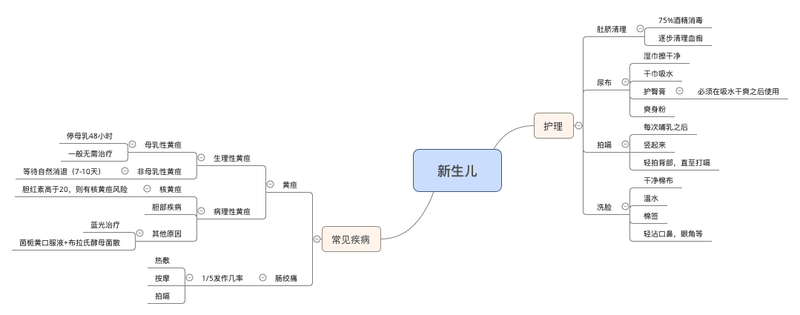 新生儿
护理
肚脐清理
75%酒精消毒
逐步清理血痂
尿布
湿巾擦干净
干巾吸水
护臀膏
必须在吸水干爽之后使用
爽身粉
拍嗝
每次哺乳之后
竖起来
轻拍背部，直至打嗝
洗脸
干净棉布
温水
棉签
轻沾口鼻，眼角等
常见疾病
黄疸
生理性黄疸
母乳性黄疸
停母乳48小时
一般无需治疗
非母乳性黄疸
等待自然消退（7-10天）
病理性黄疸
核黄疸
胆红素高于20，则有核黄疸风险
胆部疾病
其他原因
蓝光治疗
茵栀黄口服液+布拉氏酵母菌散
肠绞痛
1/5发作几率
热敷
按摩
拍嗝